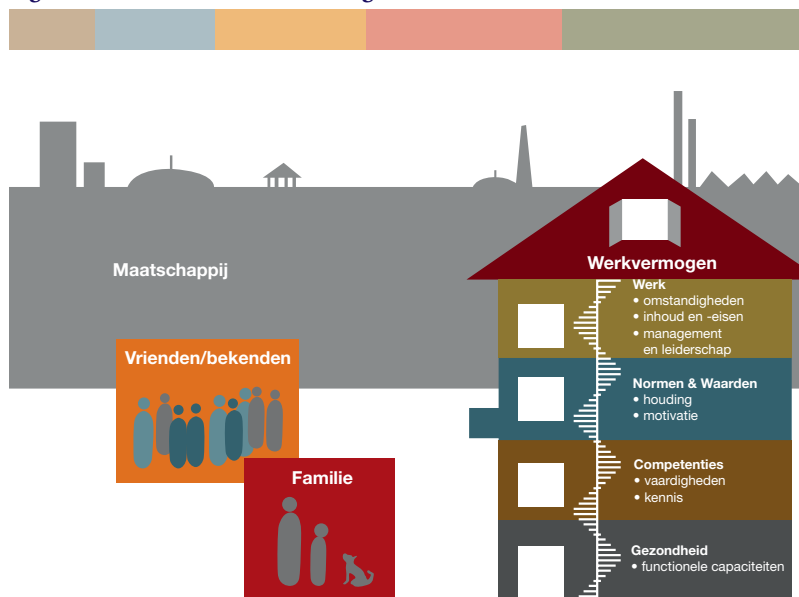 Maatschappij
Vrienden/bekenden
Familie
Werkvermogen
Werk
• omstandigheden
• inhoud en -eisen
• management
en leiderschap
Normen & Waarden
• houding
• motivatie
Competenties
• vaardigheden
• kennis
Gezondheid
• functionele capaciteiten